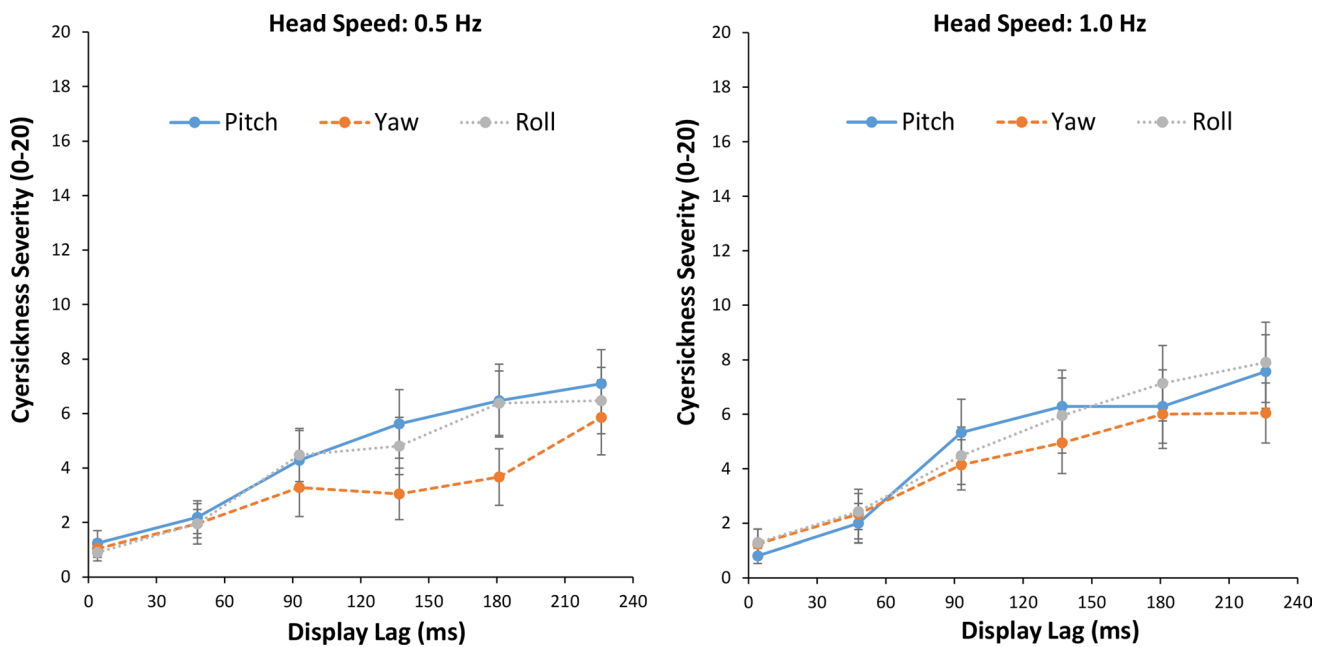 Head Speed: 0.5 Hz
Cyersickness Severity (0-20)
20
18
16
14
12
10
8
6
4
2
0
Pitch Yaw Roll
0 30 60 90 120 150 180 210 240
Display Lag (ms)
Head Speed: 1.0 Hz
Cyersickness Severity (0-20)
20
18
16
14
12
10
8
6
4
2
0
Pitch Yaw Roll
0 30 60 90 120 150 180 210 240
Display Lag (ms)